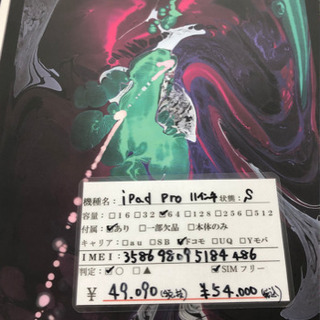 機種名： iPad Pro 11インチ 状態： S
容量：□16□32☑64□128□256□512
付属：☑あり □一部欠品 □本体のみ
キャリア：□au □SB ☑ドコモ□UQ □Yモバ
IMEI：358698095184486
判定：☑○ □▲ ☑SIMフリー
¥ 49.090(税抜) ¥54.000(税込)